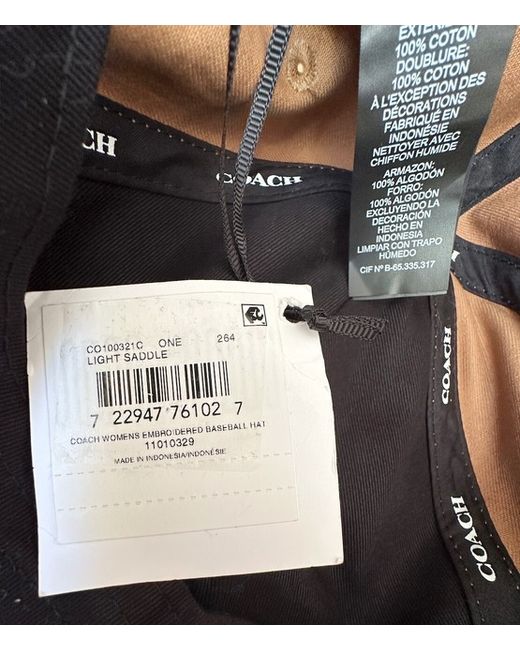 EXTERI
100% COTON
DOUBLURE:
100% COTON
À L'EXCEPTION DES
DÉCORATIONS
FABRIQUÉ EN
INDONÉSIE
NETTOYER AVEC
CHIFFON HUMIDE
ARMAZON:
100% ALGODÓN
FORRO:
100% ALGODÓN
EXCLUYENDO LA
DECORACIÓN
HECHO EN
INDONESIA
LIMPIAR CON TRAPO
HÚMEDO
CIF Nº B-65.335.317
COACH
COACH
COACH
COACH
CO100321C ONE 264
LIGHT SADDLE
7 22947 76102 7
COACH WOMENS EMBROIDERED BASEBALL HAT
11010329
MADE IN INDONESIA/INDONÉSIE